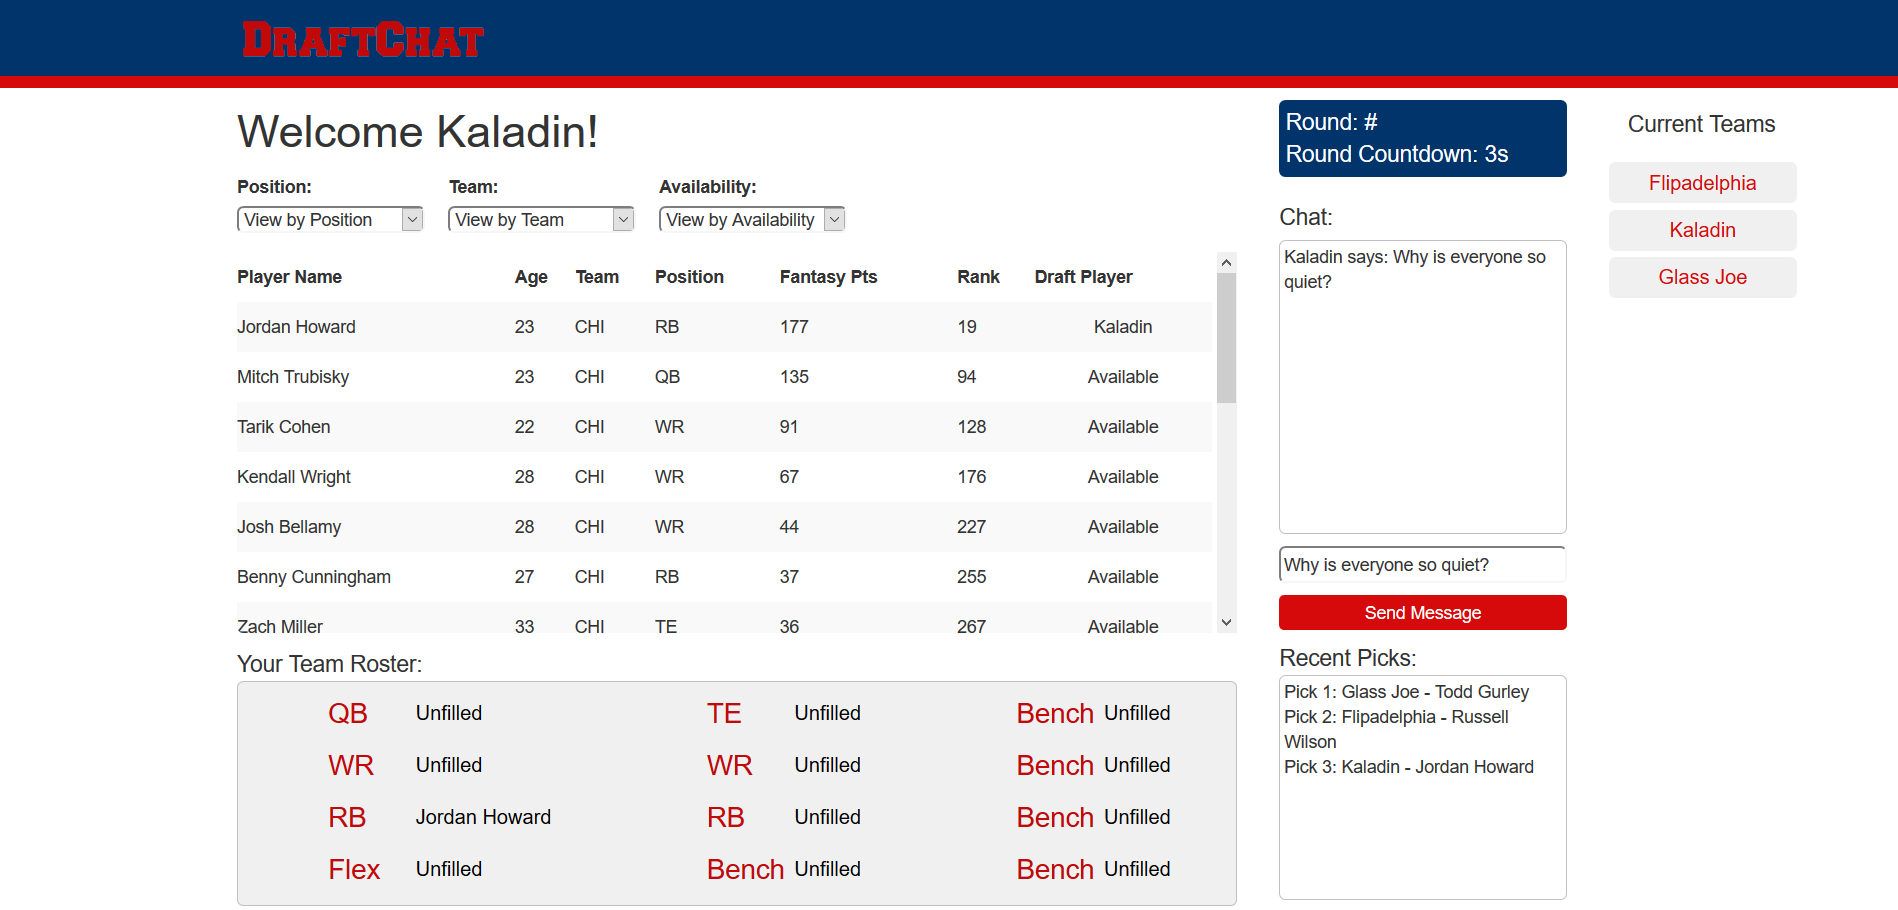 DRAFTCHAT
Welcome Kaladin!
Position: Team: Availability:
View by Position View by Team View by Availability
Player Name Age Team Position Fantasy Pts Rank Draft Player
Jordan Howard 23 CHI RB 177 19 Kaladin
Mitch Trubisky 23 CHI QB 135 94 Available
Tarik Cohen 22 CHI WR 91 128 Available
Kendall Wright 28 CHI WR 67 176 Available
Josh Bellamy 28 CHI WR 44 227 Available
Benny Cunningham 27 CHI RB 37 255 Available
Zach Miller 33 CHI TE 36 267 Available
Your Team Roster:
QB Unfilled TE Unfilled Bench Unfilled
WR Unfilled WR Unfilled Bench Unfilled
RB Jordan Howard RB Unfilled Bench Unfilled
Flex Unfilled Bench Unfilled Bench Unfilled
Round: #
Round Countdown: 3s
Chat:
Kaladin says: Why is everyone so
quiet?
Why is everyone so quiet?
Send Message
Recent Picks:
Pick 1: Glass Joe - Todd Gurley
Pick 2: Flipadelphia - Russell
Wilson
Pick 3: Kaladin - Jordan Howard
Current Teams
Flipadelphia
Kaladin
Glass Joe